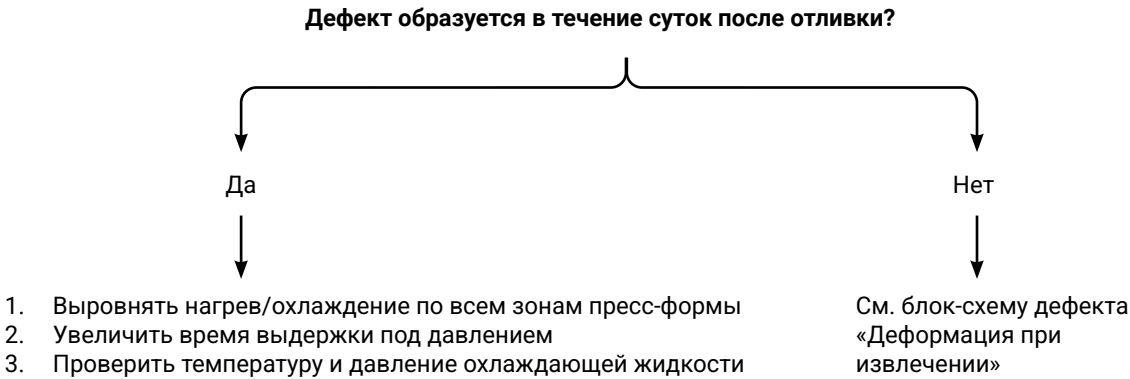 Дефект образуется в течение суток после отливки?
Да
Нет
1. Выровнять нагрев/охлаждение по всем зонам пресс-формы
2. Увеличить время выдержки под давлением
3. Проверить температуру и давление охлаждающей жидкости
См. блок-схему дефекта
«Деформация при
извлечении»